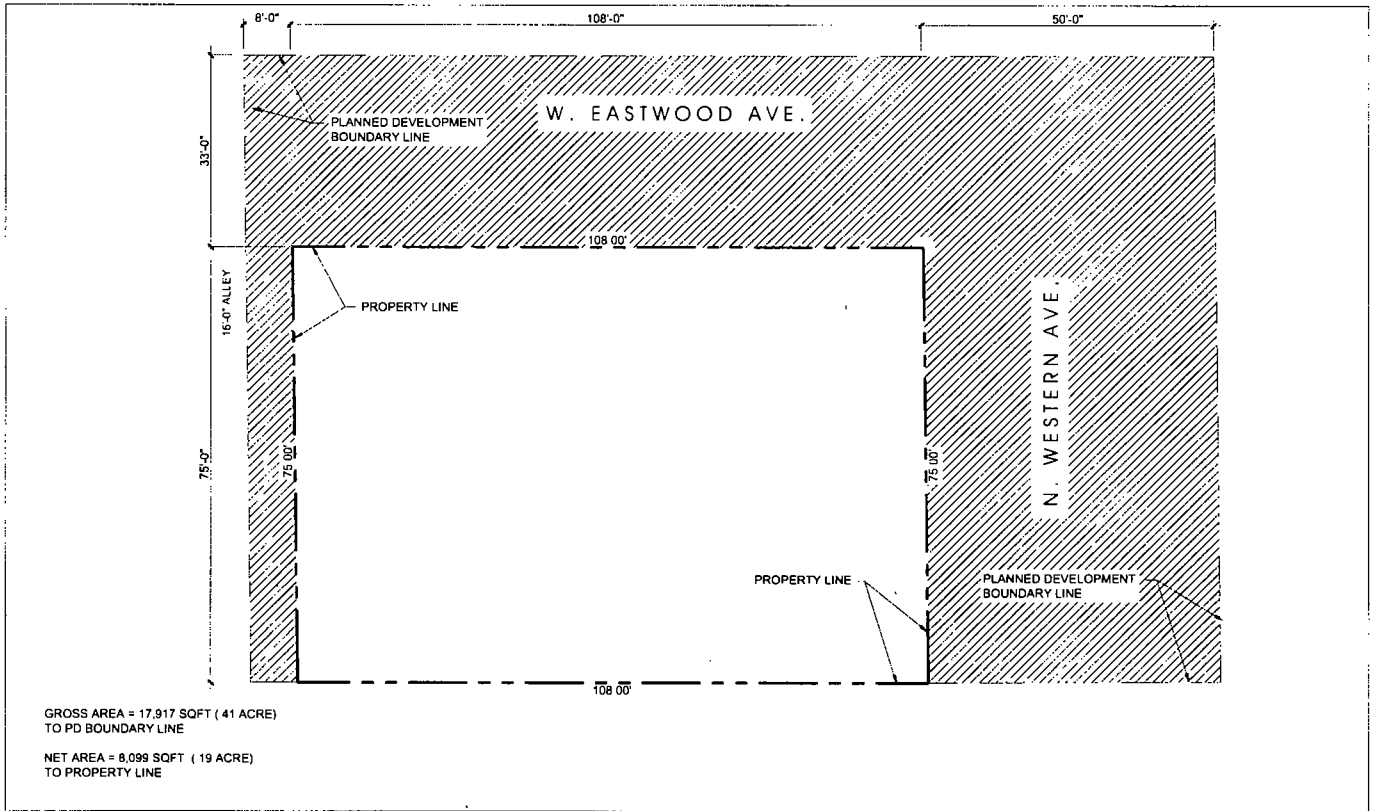 8'-0"
108'-0"
50'-0"
W. EASTWOOD AVE.
PLANNED DEVELOPMENT
BOUNDARY LINE
33'-0"
108 00'
16'-0" ALLEY
PROPERTY LINE
N. WESTERN AVE.
75'-0"
75 00'
75 00'
PROPERTY LINE
PLANNED DEVELOPMENT
BOUNDARY LINE
108 00'
GROSS AREA = 17,917 SQFT ( 41 ACRE)
TO PD BOUNDARY LINE
NET AREA = 8,099 SQFT ( 19 ACRE)
TO PROPERTY LINE